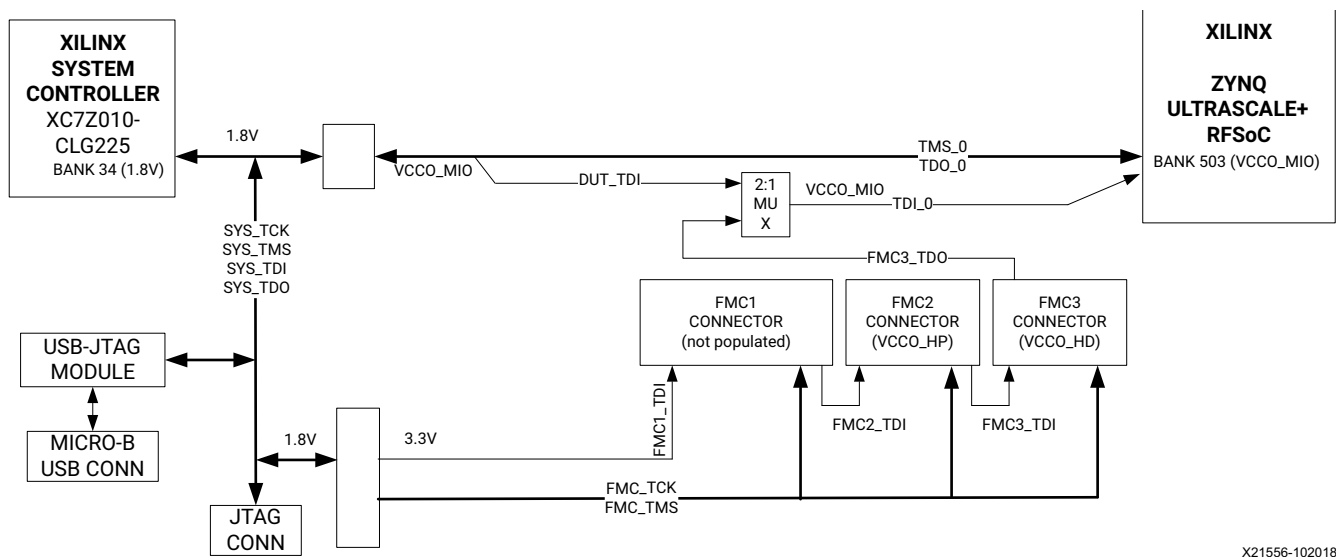 XILINX
SYSTEM
CONTROLLER
XC7Z010-
CLG225
BANK 34 (1.8V)
1.8V
VCCO_MIO
TMS_0
TDO_0
XILINX
ZYNQ
ULTRASCALE+
RFSoC
BANK 503 (VCCO_MIO)
DUT_TDI
2:1
MU
X
VCCO_MIO
TDI_0
SYS_TCK
SYS_TMS
SYS_TDI
SYS_TDO
FMC3_TDO
FMC1
CONNECTOR
(not populated)
FMC2
CONNECTOR
(VCCO_HP)
FMC3
CONNECTOR
(VCCO_HD)
USB-JTAG
MODULE
MICRO-B
USB CONN
1.8V
3.3V
FMC1_TDI
FMC2_TDI
FMC3_TDI
FMC_TCK
FMC_TMS
JTAG
CONN
X21556-102018